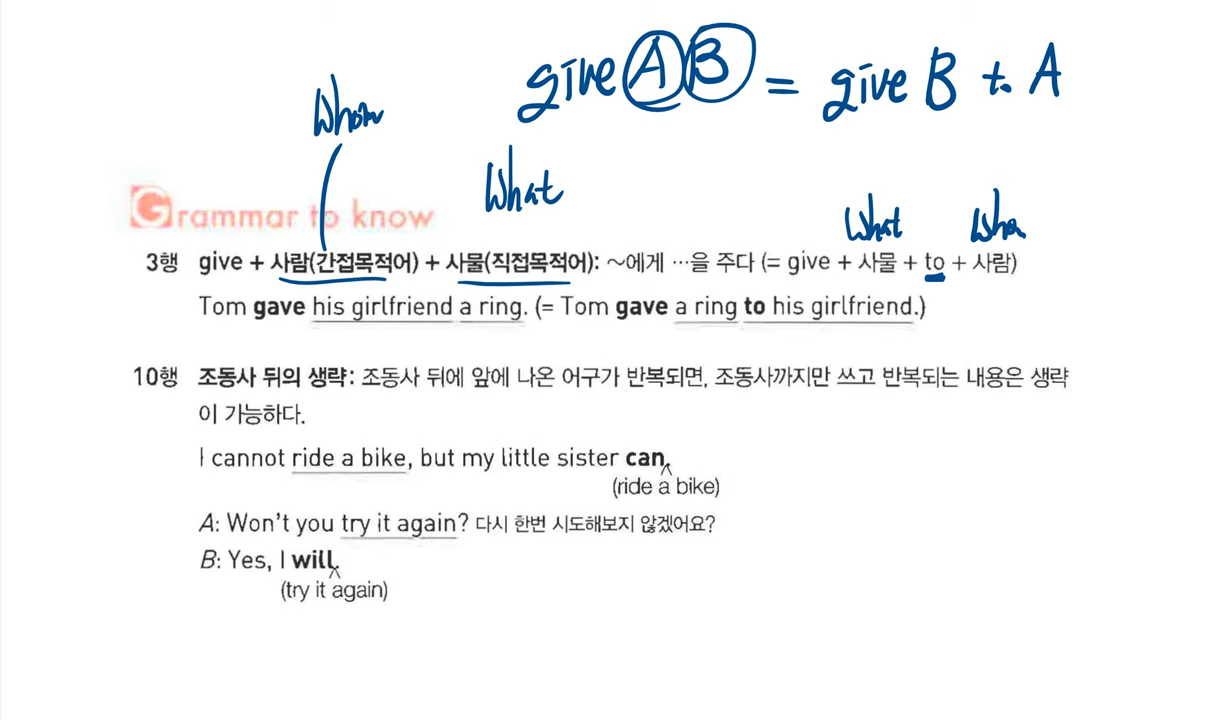 give A B = give B to A
Whom
What
Grammar to know
What Whom
3행 give + 사람(간접목적어) + 사물(직접목적어): ~에게 …을 주다 (= give + 사물 + to + 사람)
Tom gave his girlfriend a ring. (= Tom gave a ring to his girlfriend.)
10행 조동사 뒤의 생략: 조동사 뒤에 앞에 나온 어구가 반복되면, 조동사까지만 쓰고 반복되는 내용은 생략
이 가능하다.
I cannot ride a bike, but my little sister can.
(ride a bike)
A: Won't you try it again? 다시 한번 시도해보지 않겠어요?
B: Yes, I will.
(try it again)